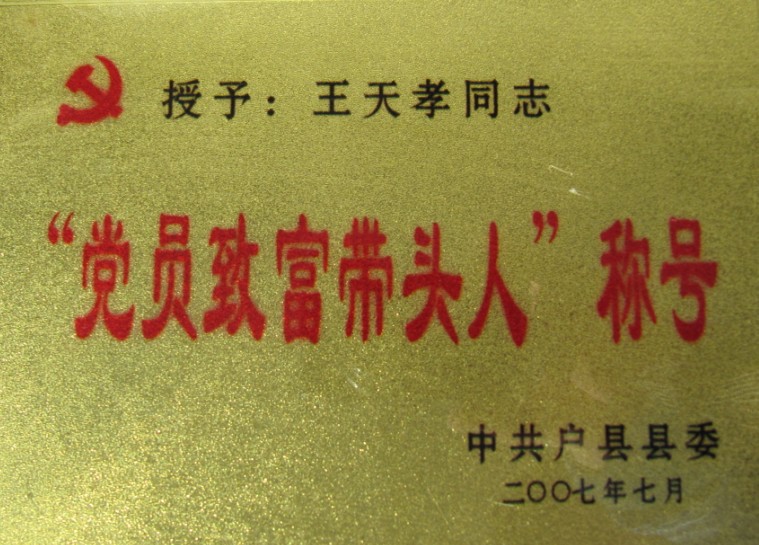 授予：王天孝同志
“党员致富带头人”称号
中共户县县委
二〇〇七年七月